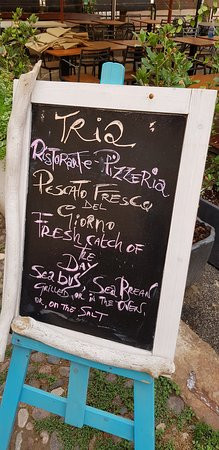 TRIQ
RISTORANTE PIZZERIA
PESCATO FRESCO
DEL
GIORNO
FRESH CATCH OF
THE
DAY
SEA BASS, SEA BREAM
GRILLED, OR IN THE OVEN,
OR, ON THE SALT